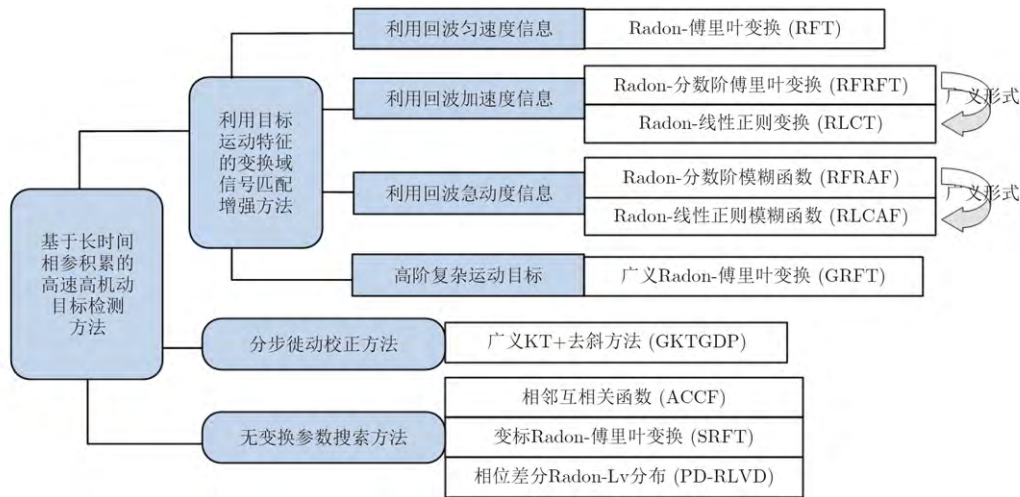 利用回波匀速度信息
Radon-傅里叶变换 (RFT)
利用目标
运动特征
的变换域
信号匹配
增强方法
利用回波加速度信息
Radon-分数阶傅里叶变换 (RFRFT)
Radon-线性正则变换 (RLCT)
广义形式
利用回波急动度信息
Radon-分数阶模糊函数 (RFRAF)
Radon-线性正则模糊函数 (RLCAF)
广义形式
高阶复杂运动目标
广义Radon-傅里叶变换 (GRFT)
基于长时间
相参积累的
高速高机动
目标检测
方法
分步徙动校正方法
广义KT+去斜方法 (GKTGDP)
无变换参数搜索方法
相邻互相关函数 (ACCF)
变标Radon-傅里叶变换 (SRFT)
相位差分Radon-Lv分布 (PD-RLVD)